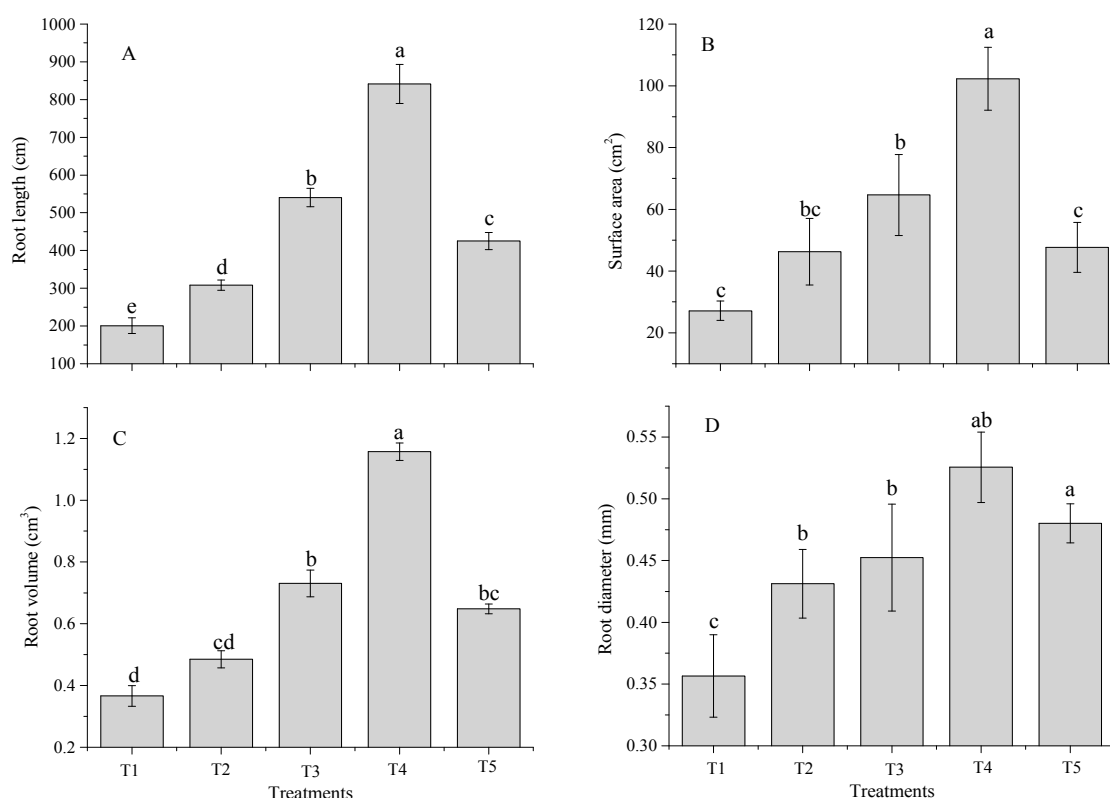 A
Root length (cm)
1000
900
800
700
600
500
400
300
200
100
e
d
b
a
c
B
Surface area (cm²)
120
100
80
60
40
20
c
bc
b
a
c
C
Root volume (cm³)
1.2
1.0
0.8
0.6
0.4
0.2
d
cd
b
a
bc
T1 T2 T3 T4 T5
Treatments
D
Root diameter (mm)
0.55
0.50
0.45
0.40
0.35
0.30
c
b
b
ab
a
T1 T2 T3 T4 T5
Treatments